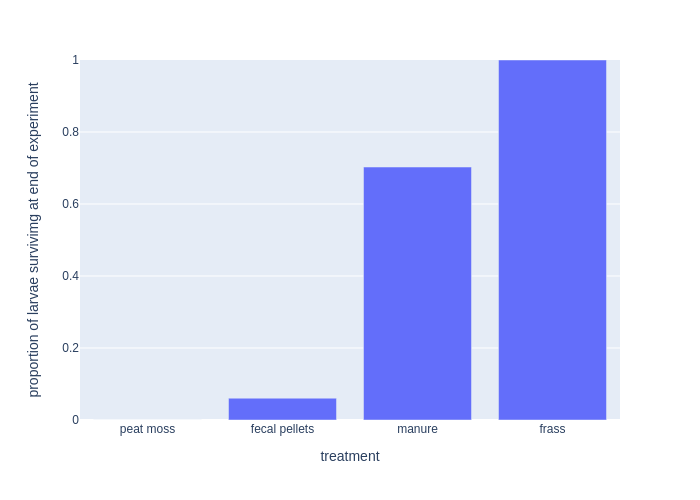 proportion of larvae survivimg at end of experiment
1
0.8
0.6
0.4
0.2
0
peat moss
fecal pellets
manure
frass
treatment